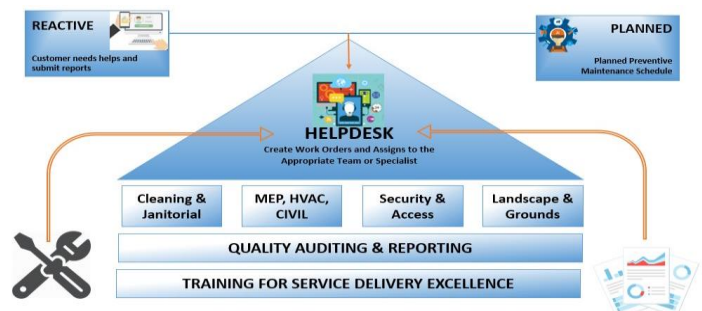 REACTIVE
Customer needs helps and
submit reports
PLANNED
Planned Preventive
Maintenance Schedule
HELPDESK
Create Work Orders and Assigns to the
Appropriate Team or Specialist
Cleaning &
Janitorial
MEP, HVAC,
CIVIL
Security &
Access
Landscape &
Grounds
QUALITY AUDITING & REPORTING
TRAINING FOR SERVICE DELIVERY EXCELLENCE